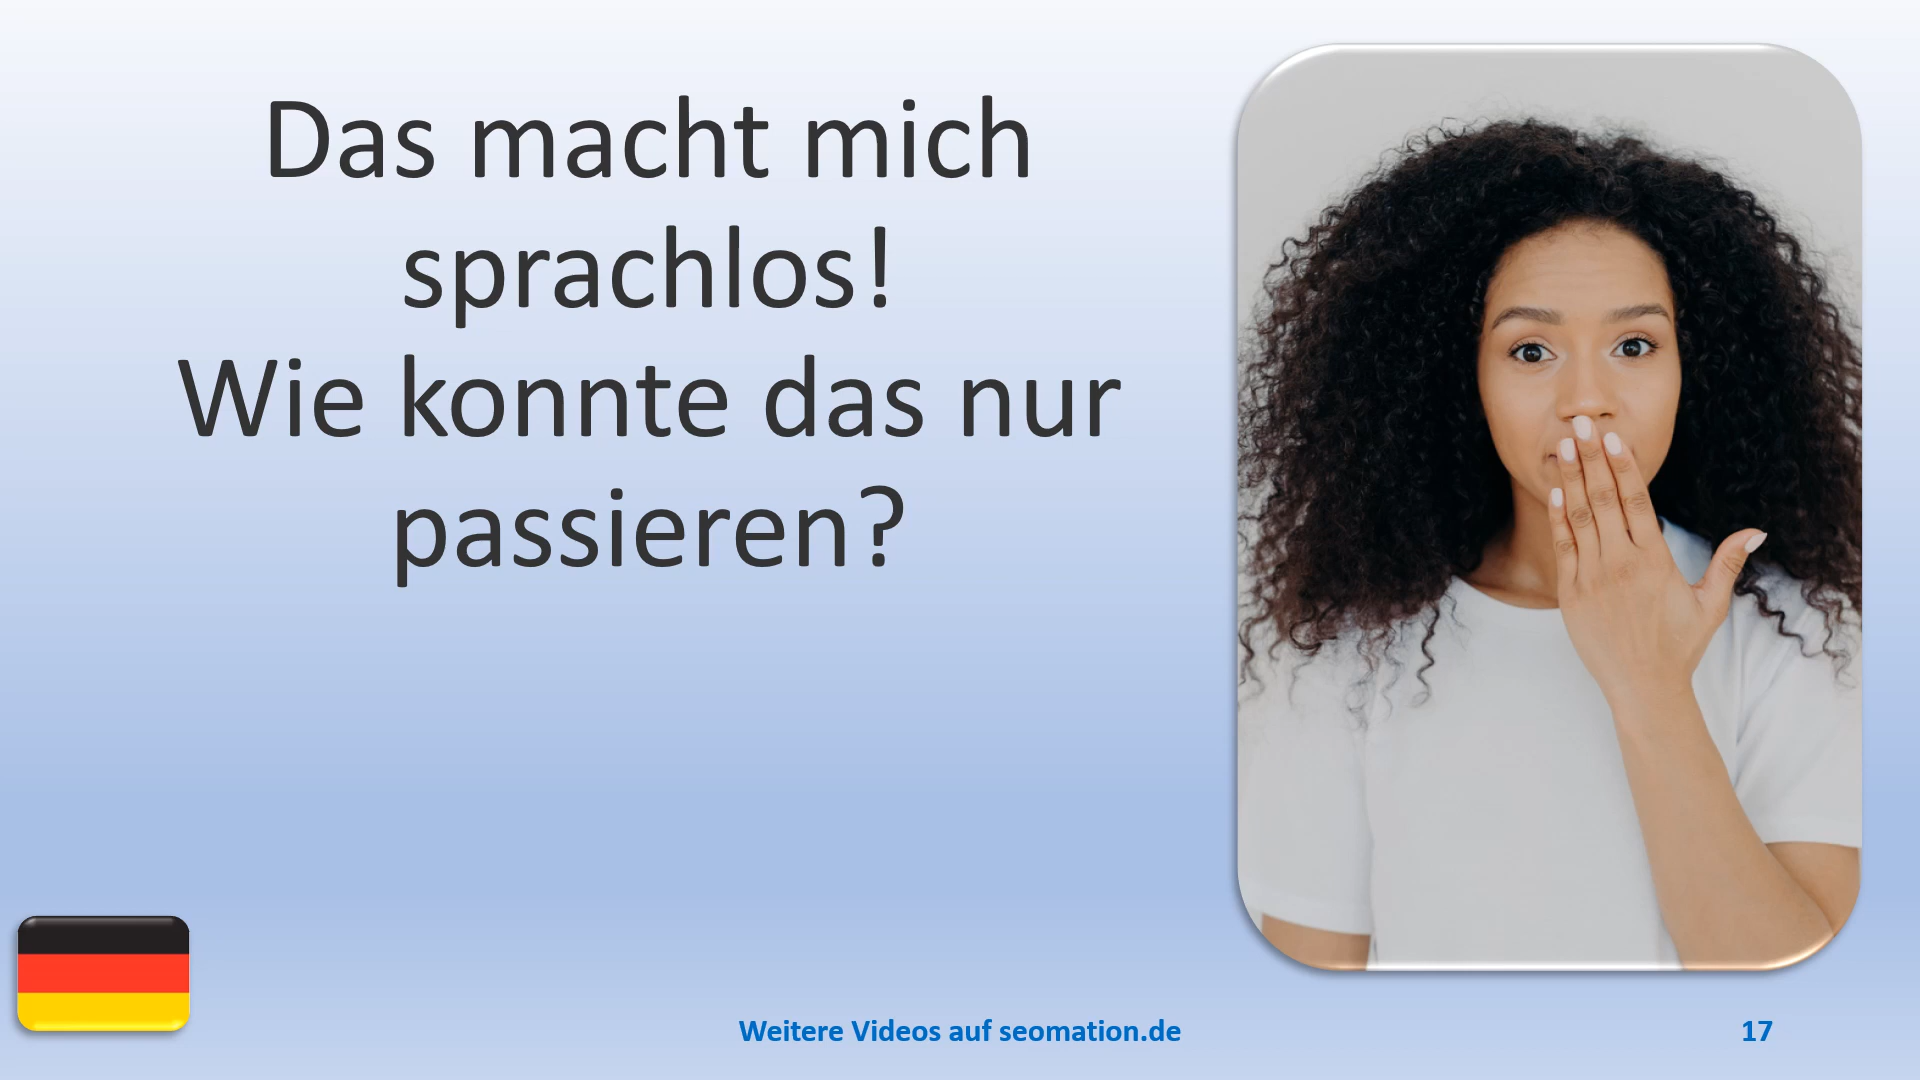 Das macht mich
sprachlos!
Wie konnte das nur
passieren?
Weitere Videos auf seomation.de
17